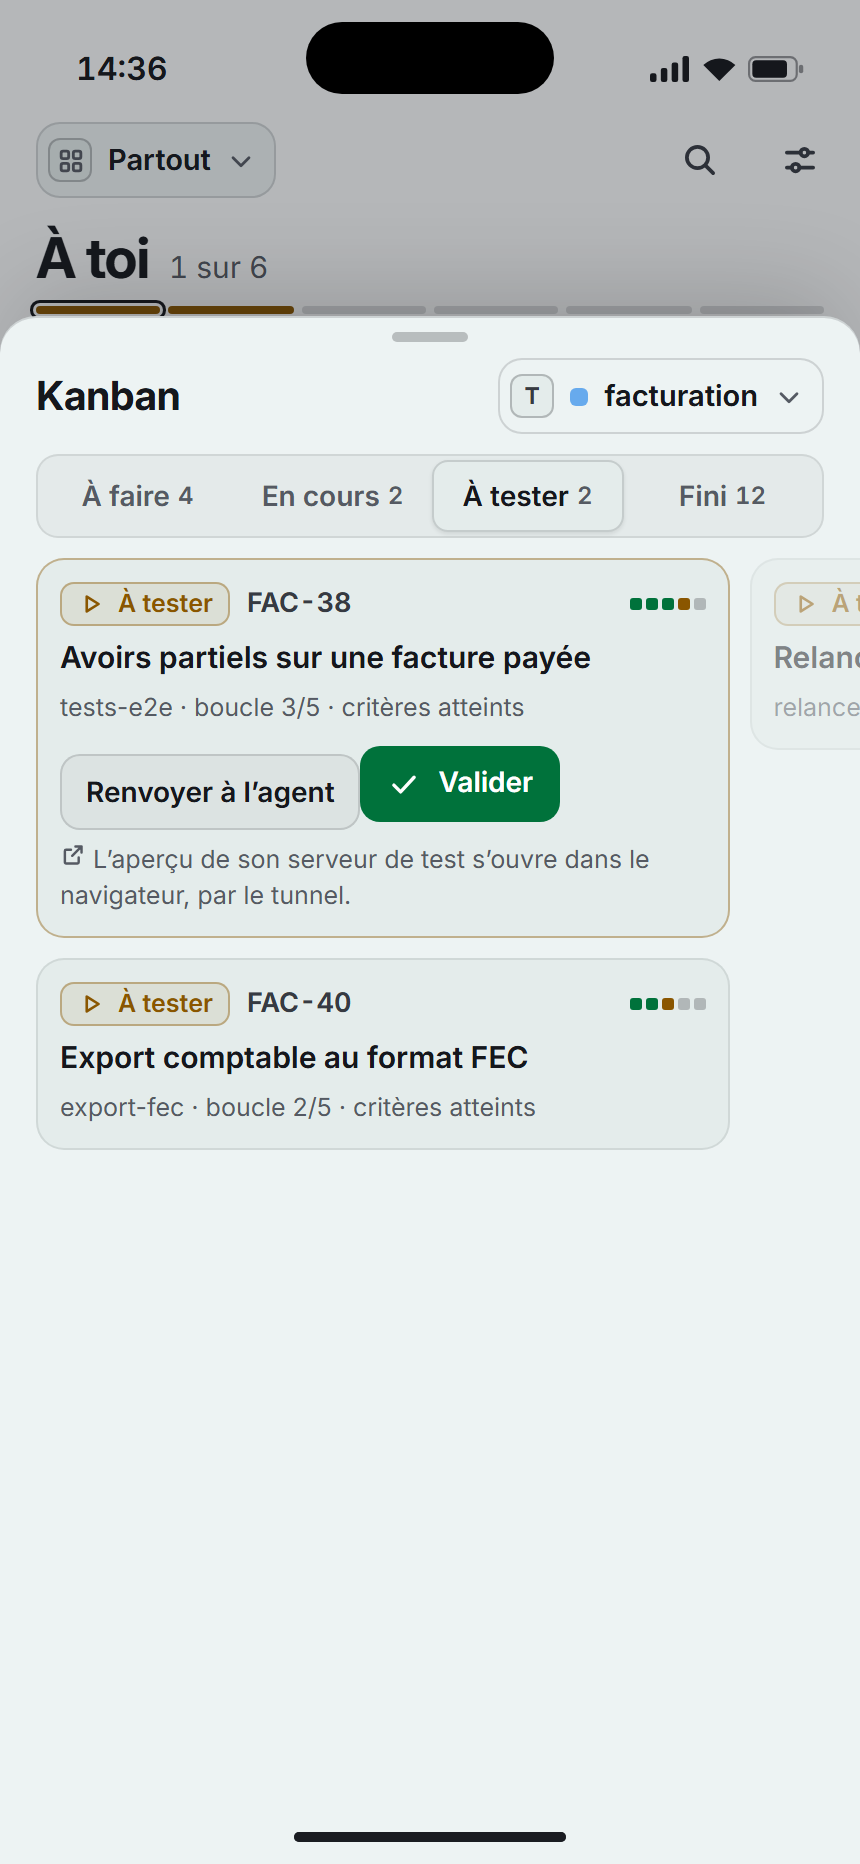 14:36
Partout
À toi 1 sur 6
Kanban
T facturation
À faire 4 En cours 2 À tester 2 Fini 12
À tester FAC-38
Avoirs partiels sur une facture payée
tests-e2e · boucle 3/5 · critères atteints
Renvoyer à l’agent Valider
L’aperçu de son serveur de test s’ouvre dans le
navigateur, par le tunnel.
À tester FAC-40
Export comptable au format FEC
export-fec · boucle 2/5 · critères atteints
À t
Relanc
relance